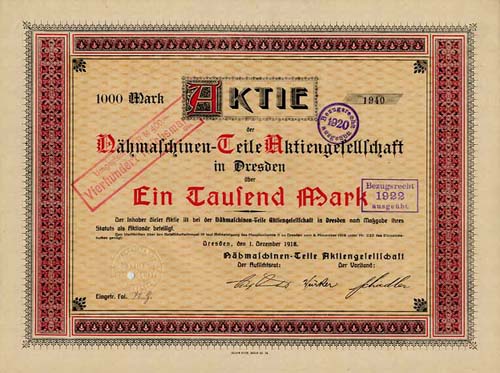 AKTIE
1000 Mark
1940
der
Nähmaschinen-Teile Aktiengesellschaft
in Dresden
über
Ein Tausend Mark
Bezugsrecht
1920
ausgeübt
Bezugsrecht
1922
ausgeübt.
Der Inhaber dieser Aktie ist bei der Nähmaschinen-Teile Aktiengesellschaft in Dresden nach Maßgabe ihres
Statuts als Aktionär beteiligt.
Dresden, den 1. Dezember 1918.
Nähmaschinen-Teile Aktiengesellschaft
Der Aufsichtsrat: Der Vorstand:
Eingetr. Fol.